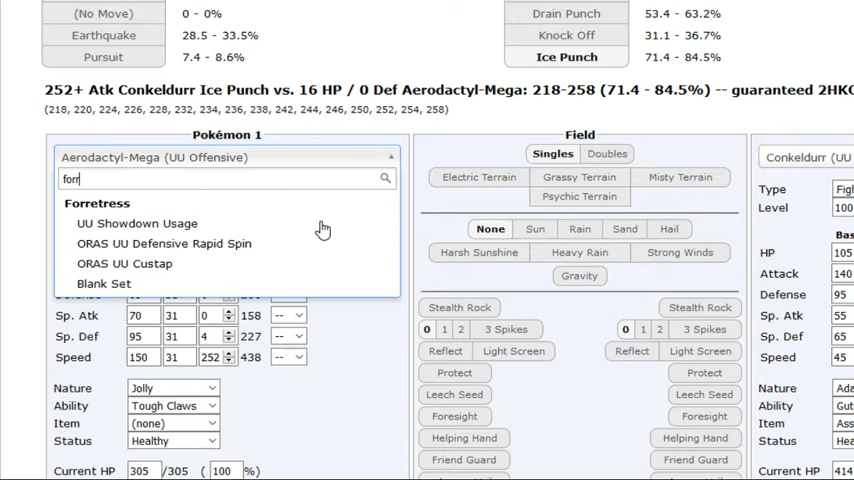 (No Move) 0 - 0% Drain Punch 53.4 - 63.2%
Earthquake 28.5 - 33.5% Knock Off 31.1 - 36.7%
Pursuit 7.4 - 8.6% Ice Punch 71.4 - 84.5%
252+ Atk Conkeldurr Ice Punch vs. 16 HP / 0 Def Aerodactyl-Mega: 218-258 (71.4 - 84.5%) -- guaranteed 2HKO
(218, 220, 224, 226, 228, 232, 234, 236, 238, 242, 244, 246, 250, 252, 254, 258)
Pokémon 1
Aerodactyl-Mega (UU Offensive)
forr
Forretress
UU Showdown Usage
ORAS UU Defensive Rapid Spin
ORAS UU Custap
Blank Set
Sp. Atk 70 31 0 158 --
Sp. Def 95 31 4 227 --
Speed 150 31 252 438 --
Nature Jolly
Ability Tough Claws
Item (none)
Status Healthy
Current HP 305 /305 ( 100 %)
Field
Singles Doubles
Electric Terrain Grassy Terrain Misty Terrain
Psychic Terrain
None Sun Rain Sand Hail
Harsh Sunshine Heavy Rain Strong Winds
Gravity
Stealth Rock Stealth Rock
0 1 2 3 Spikes 0 1 2 3 Spikes
Reflect Light Screen Reflect Light Screen
Protect Protect
Leech Seed Leech Seed
Foresight Foresight
Helping Hand Helping Hand
Friend Guard Friend Guard
Conkeldurr (UU
Type Figh
Level 100
Bas
HP 105
Attack 140
Defense 95
Sp. Atk 55
Sp. Def 65
Speed 45
Nature Ada
Ability Gut
Item Ass
Status Hea
Current HP 414